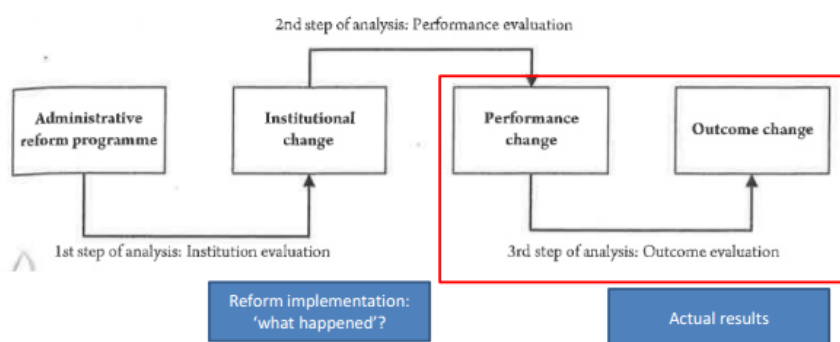 2nd step of analysis: Performance evaluation
Administrative
reform programme
Institutional
change
Performance
change
Outcome change
1st step of analysis: Institution evaluation
3rd step of analysis: Outcome evaluation
Reform implementation:
‘what happened’?
Actual results